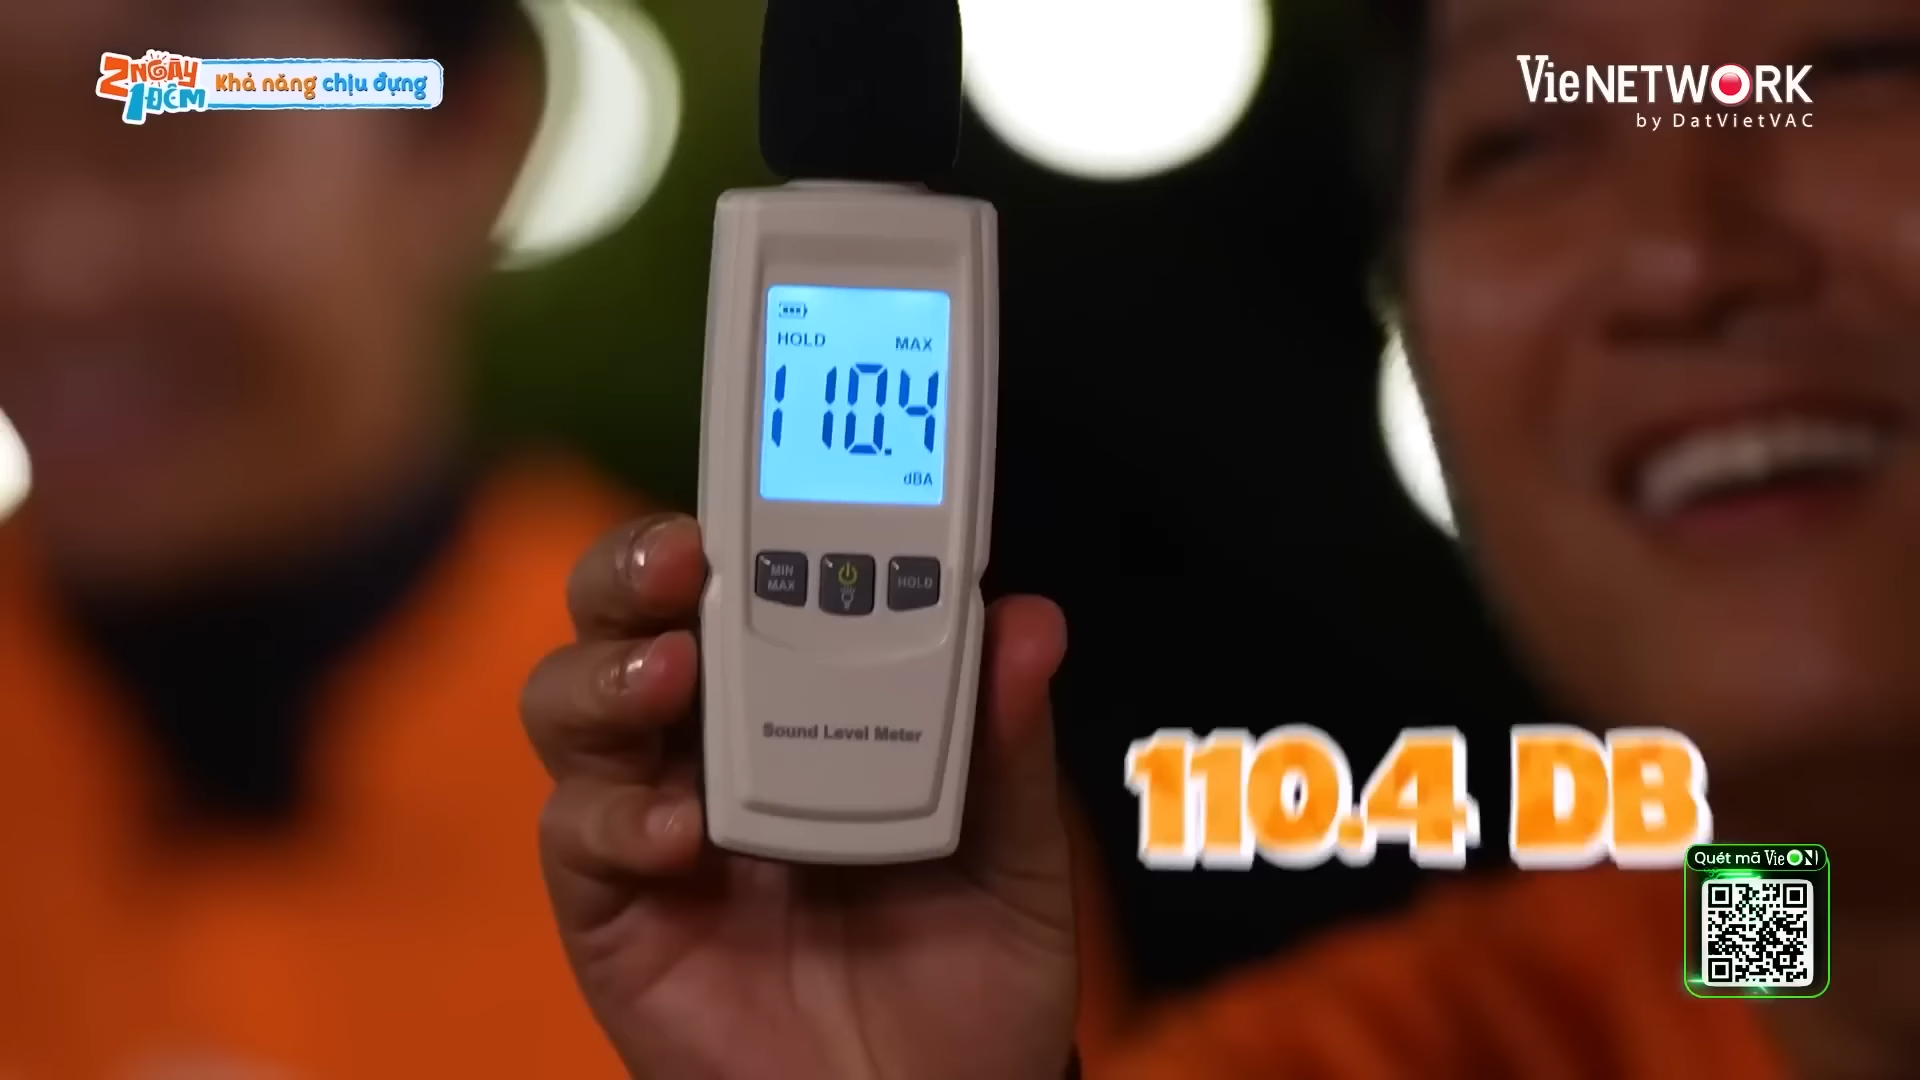 2 NGÀY
1 ĐÊM
Khả năng chịu đựng
VieNETWORK
by DatVietVAC
HOLD MAX
110.4
dBA
MIN
MAX
HOLD
Sound Level Meter
110.4 DB
Quét mã VieON